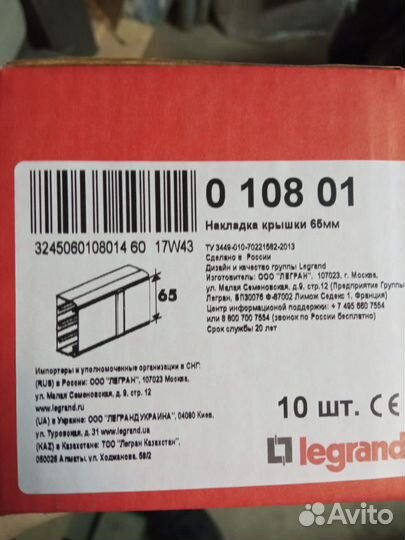 0 108 01
Накладка крышки 65мм
3245060108014 60 17W43
ТУ 3449-010-70221582-2013
Сделано в России
Дизайн и качество группы Legrand
Изготовитель: ООО "ЛЕГРАН", 107023, г. Москва,
ул. Малая Семеновская, д.9, стр.12 (Предприятие Группы
Легран, БП30076 Ф-87002 Лимож Седекс 1, Франция)
Центр информационной поддержки: + 7 495 660 7554
или 8 800 700 7554 (звонок по России бесплатно)
Срок службы 20 лет
65
Импортеры и уполномоченные организации в СНГ:
(RUS) в России: ООО "ЛЕГРАН", 107023 Москва,
ул. Малая Семеновская, д. 9, стр. 12
www.legrand.ru
(UA) в Украине: ООО "ЛЕГРАНД УКРАИНА", 04080 Киев,
ул. Туровская, д. 31 www.legrand.ua
(KAZ) в Казахстане: ТОО "Легран Казахстан",
050026 Алматы, ул. Ходжанова, 58/2
10 шт. CE
legrand
Avito